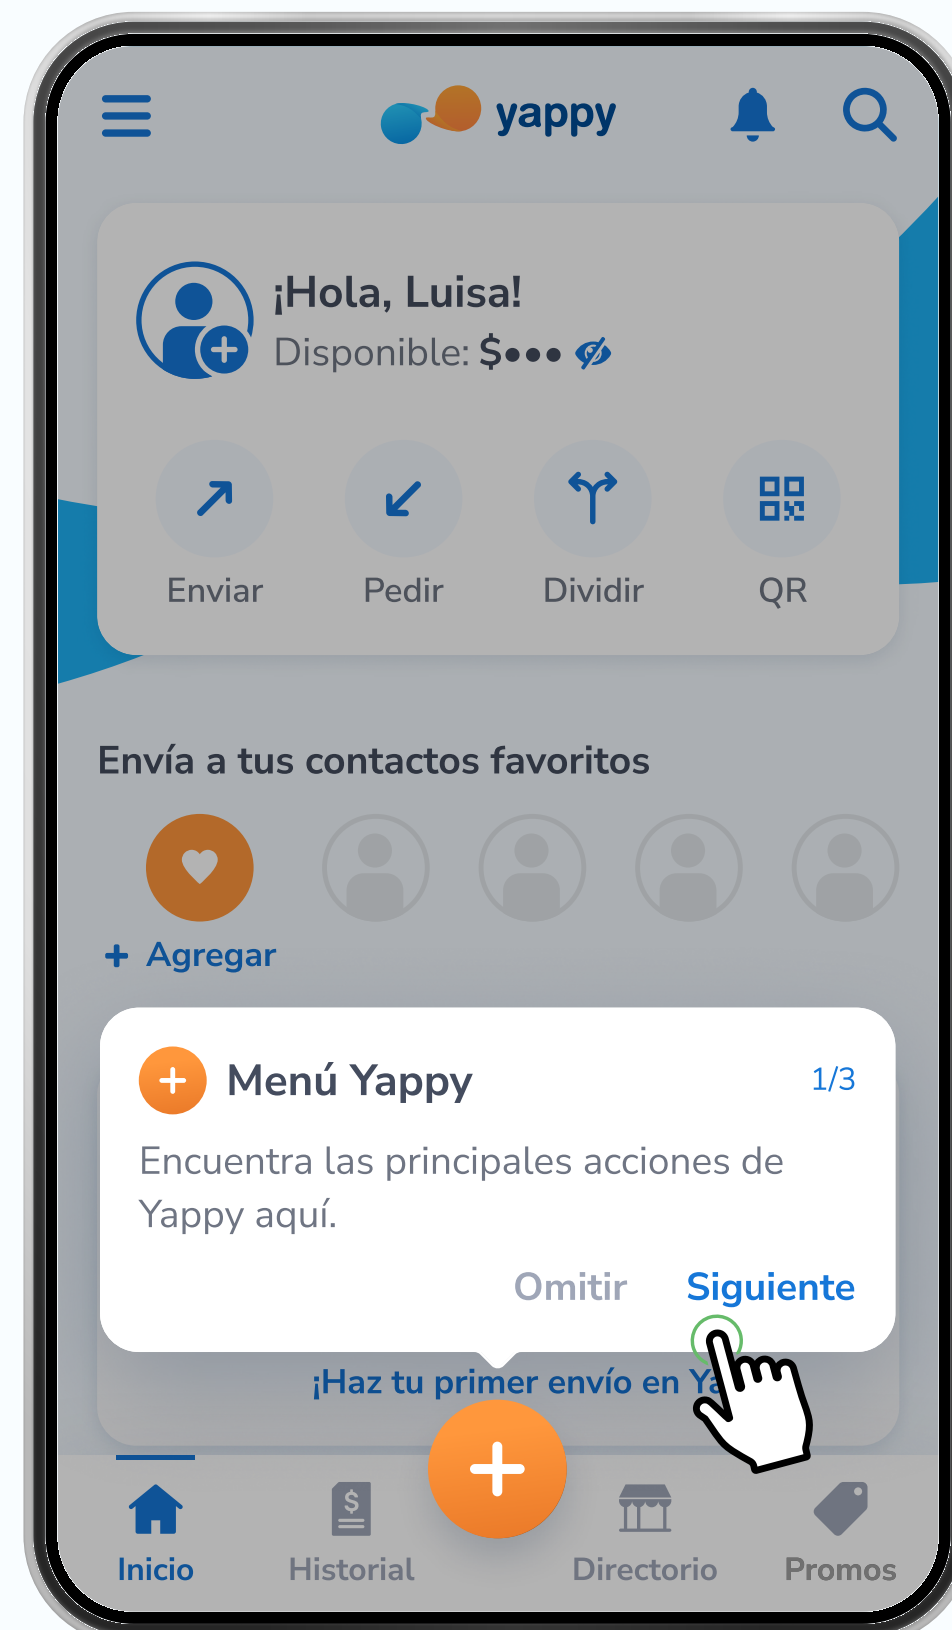 yappy
¡Hola, Luisa!
Disponible: $•••
Enviar
Pedir
Dividir
QR
Envía a tus contactos favoritos
+ Agregar
Menú Yappy
1/3
Encuentra las principales acciones de
Yappy aquí.
Omitir
Siguiente
¡Haz tu primer envío en
Inicio
Historial
Directorio
Promos